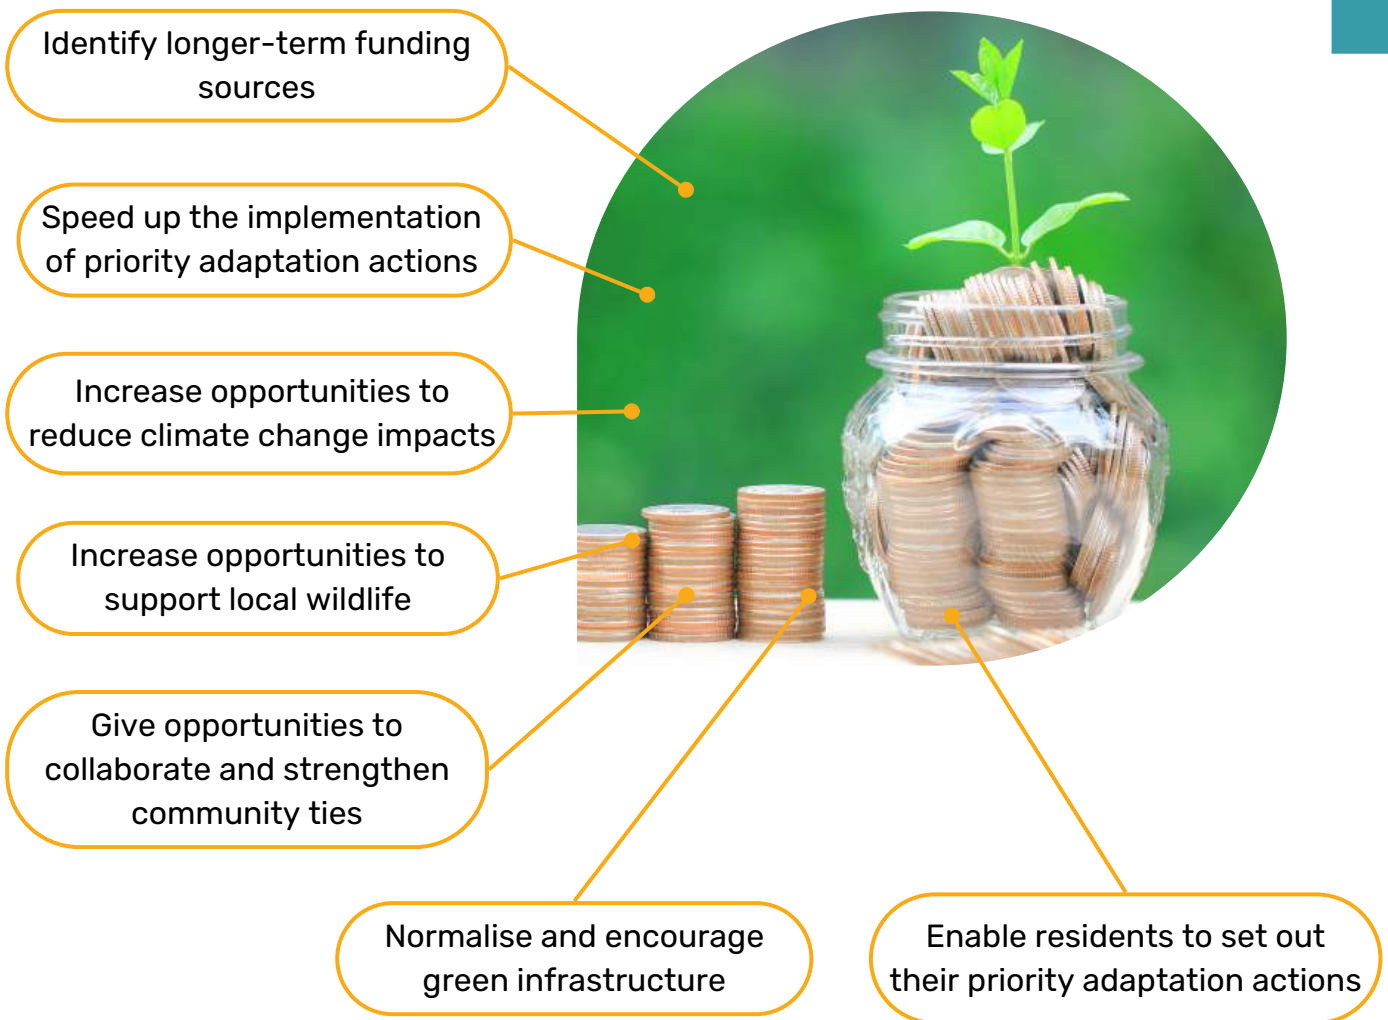 Identify longer-term funding
sources
Speed up the implementation
of priority adaptation actions
Increase opportunities to
reduce climate change impacts
Increase opportunities to
support local wildlife
Give opportunities to
collaborate and strengthen
community ties
Normalise and encourage
green infrastructure
Enable residents to set out
their priority adaptation actions